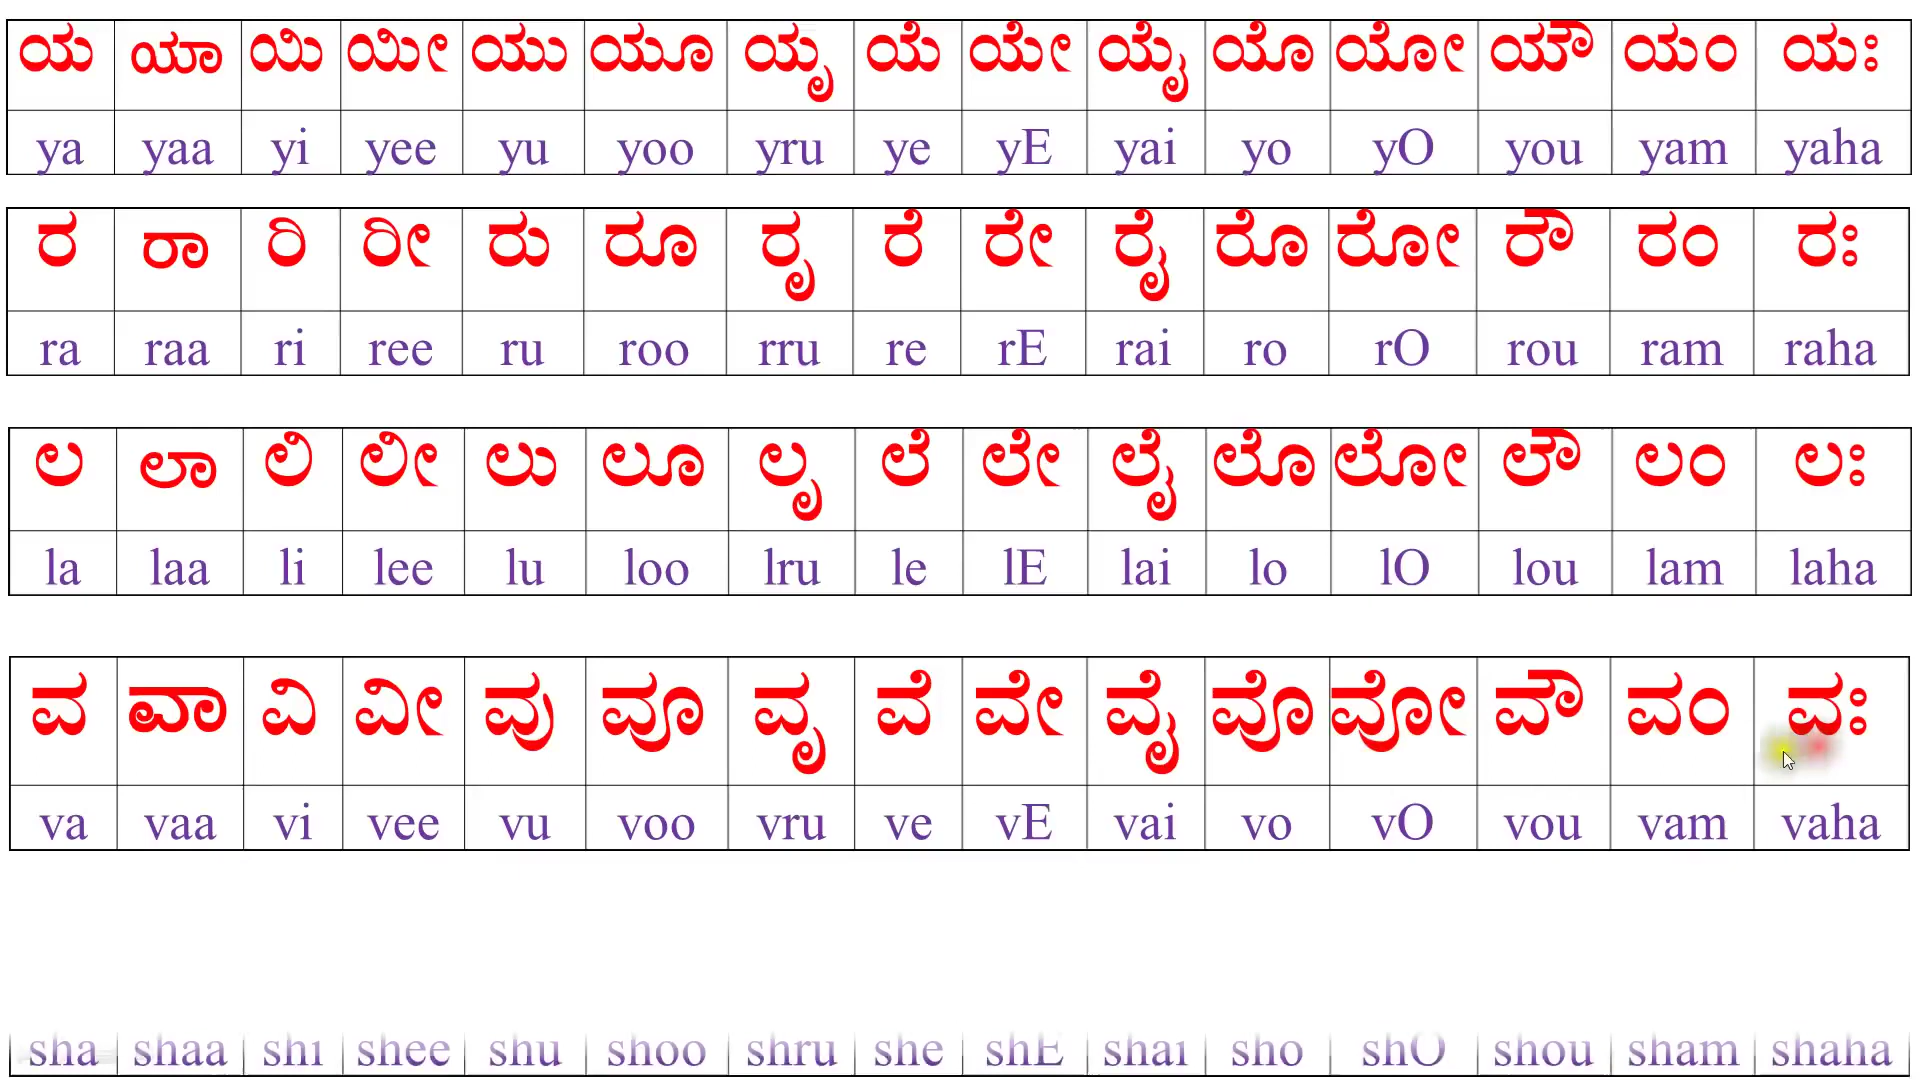 ಯ ಯಾ ಯಿ ಯೀ ಯು ಯೂ ಯೃ ಯೆ ಯೇ ಯೈ ಯೊ ಯೋ ಯೌ ಯಂ ಯಃ
ya yaa yi yee yu yoo yru ye yE yai yo yO you yam yaha
ರ ರಾ ರಿ ರೀ ರು ರೂ ರೃ ರೆ ರೇ ರೈ ರೊ ರೋ ರೌ ರಂ ರಃ
ra raa ri ree ru roo rru re rE rai ro rO rou ram raha
ಲ ಲಾ ಲಿ ಲೀ ಲು ಲೂ ಲೃ ಲೆ ಲೇ ಲೈ ಲೊ ಲೋ ಲೌ ಲಂ ಲಃ
la laa li lee lu loo lru le lE lai lo lO lou lam laha
ವ ವಾ ವಿ ವೀ ವು ವೂ ವೃ ವೆ ವೇ ವೈ ವೊ ವೋ ವೌ ವಂ ವಃ
va vaa vi vee vu voo vru ve vE vai vo vO vou vam vaha
sha shaa shi shee shu shoo shru she shE shai sho shO shou sham shaha